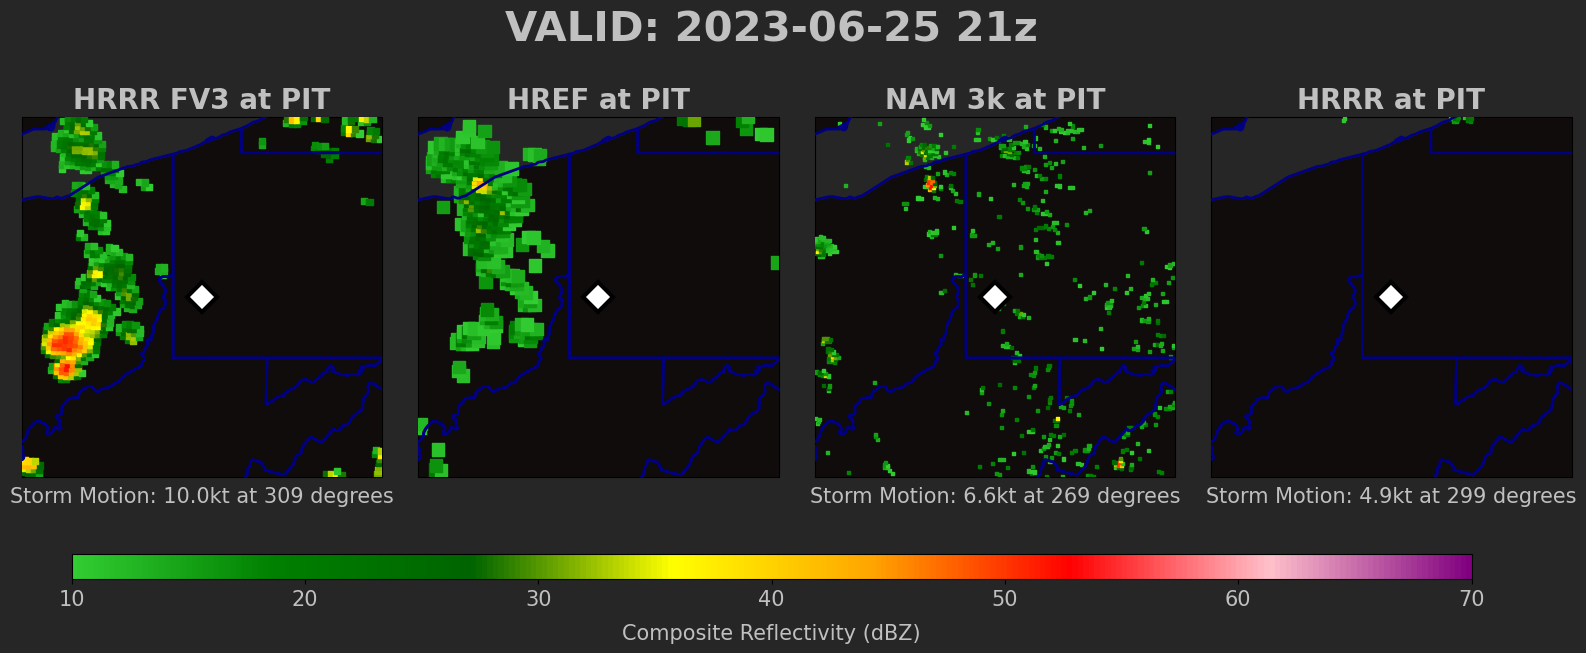 VALID: 2023-06-25 21z
HRRR FV3 at PIT
HREF at PIT
NAM 3k at PIT
HRRR at PIT
Storm Motion: 10.0kt at 309 degrees
Storm Motion: 6.6kt at 269 degrees
Storm Motion: 4.9kt at 299 degrees
10 20 30 40 50 60 70
Composite Reflectivity (dBZ)